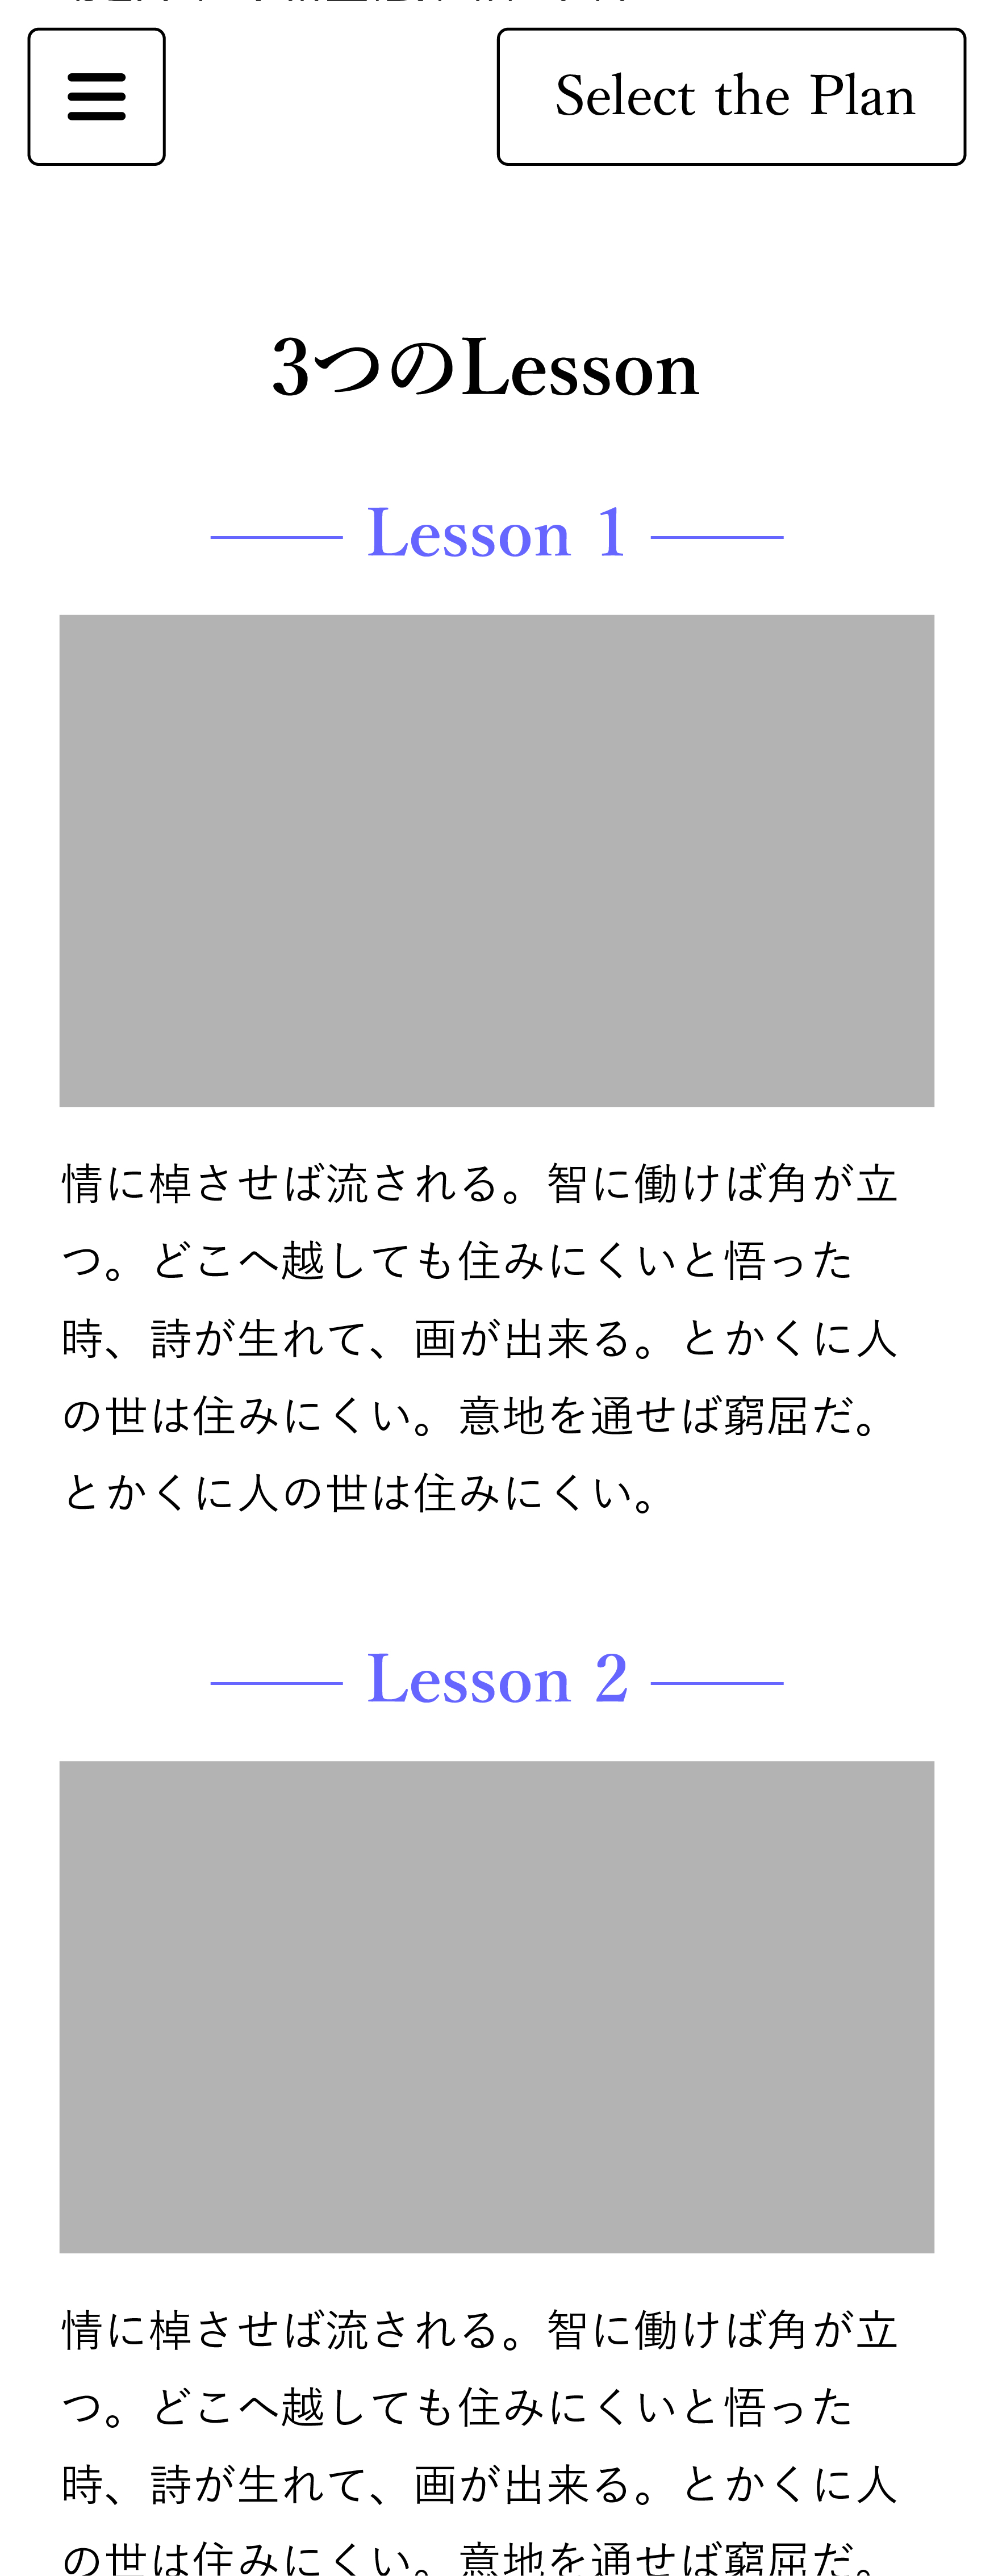 Select the Plan
3つのLesson
Lesson 1
情に棹させば流される。智に働けば角が立
つ。どこへ越しても住みにくいと悟った
時、詩が生れて、画が出来る。とかくに人
の世は住みにくい。意地を通せば窮屈だ。
とかくに人の世は住みにくい。
Lesson 2
情に棹させば流される。智に働けば角が立
つ。どこへ越しても住みにくいと悟った
時、詩が生れて、画が出来る。とかくに人
の世は住みにくい。意地を通せば窮屈だ。